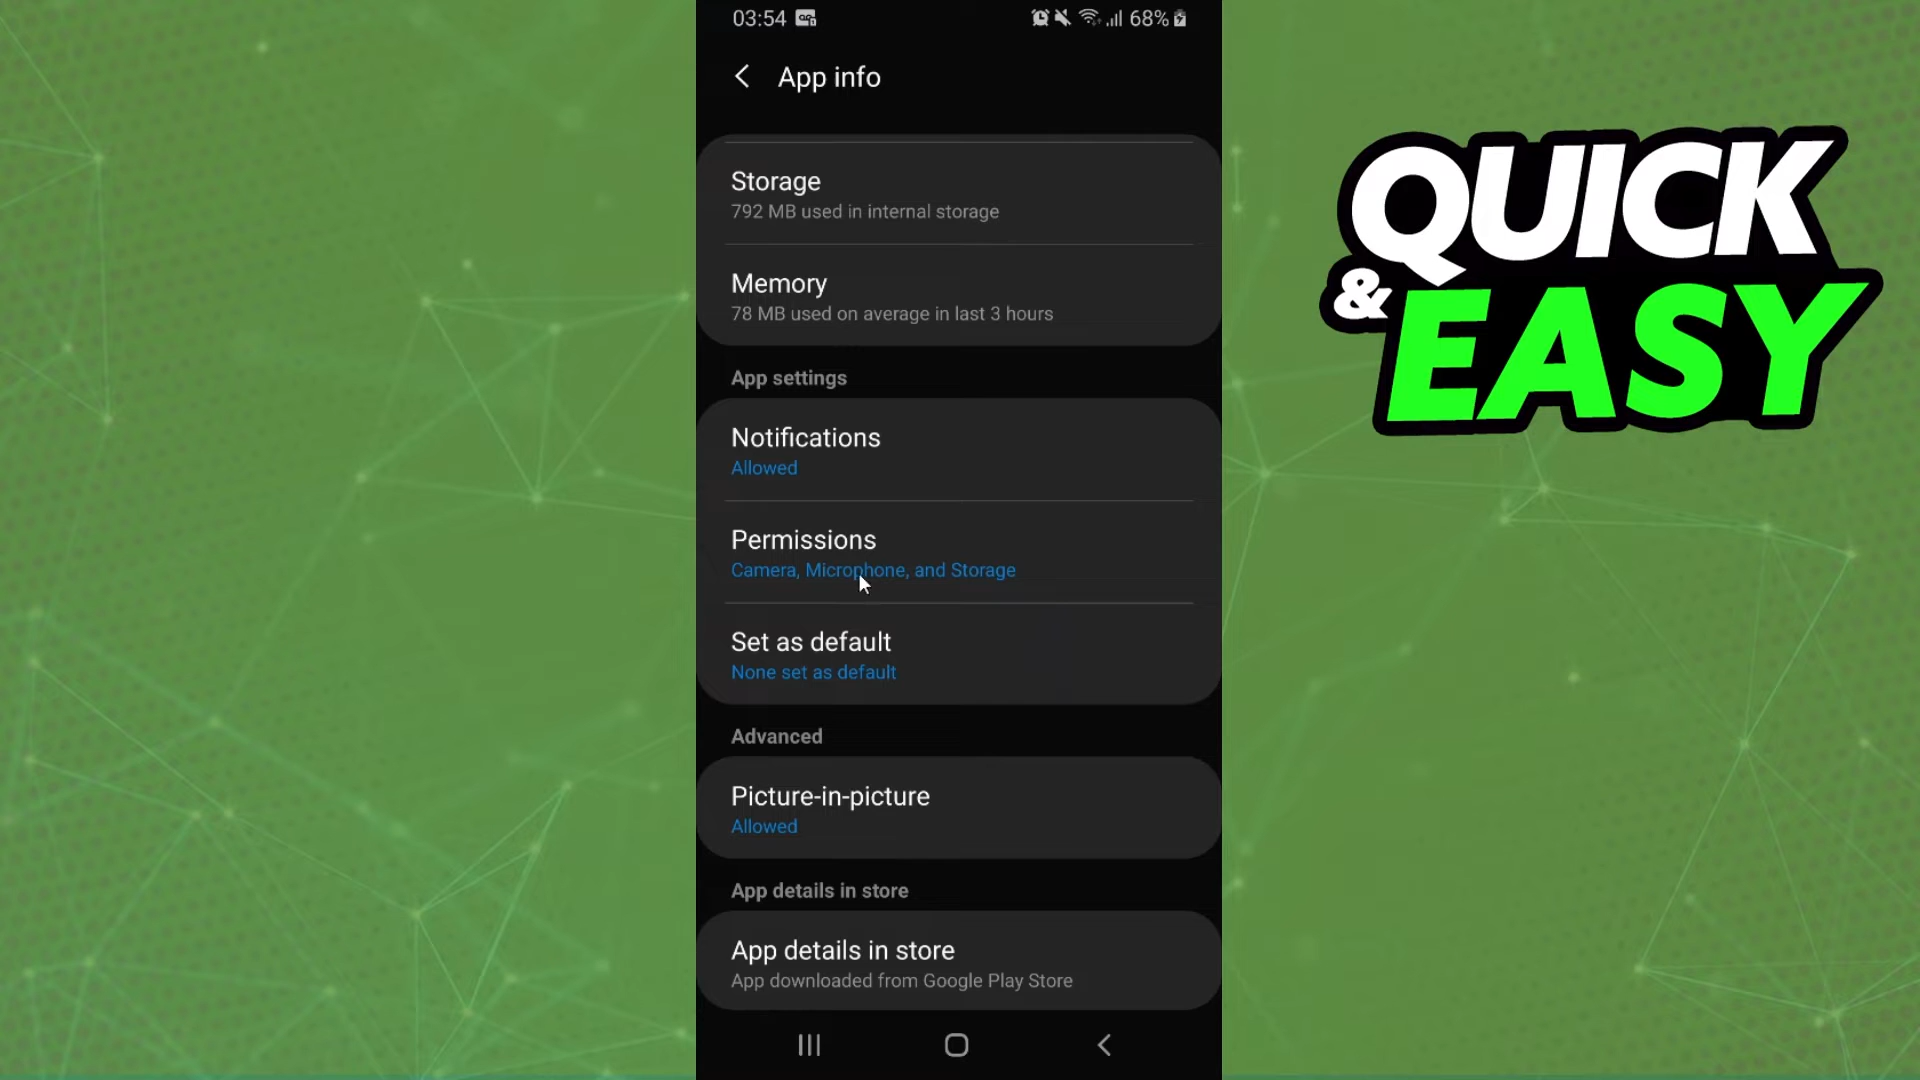 03:54
68%
App info
Storage
792 MB used in internal storage
Memory
78 MB used on average in last 3 hours
App settings
Notifications
Allowed
Permissions
Camera, Microphone, and Storage
Set as default
None set as default
Advanced
Picture-in-picture
Allowed
App details in store
App details in store
App downloaded from Google Play Store
QUICK
& EASY